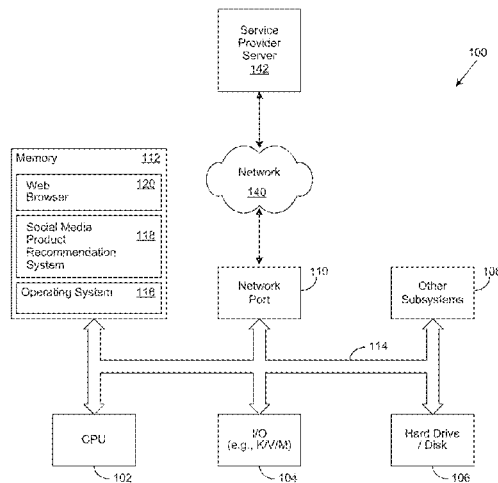 Service
Provider
Server
142
100
Network
140
Memory 112
Web
Browser
120
Social Media
Product
Recommendation
System
118
Operating System 116
Network
Port
110
Other
Subsystems
108
114
CPU
102
I/O
(e.g., K/V/M)
104
Hard Drive
/ Disk
106